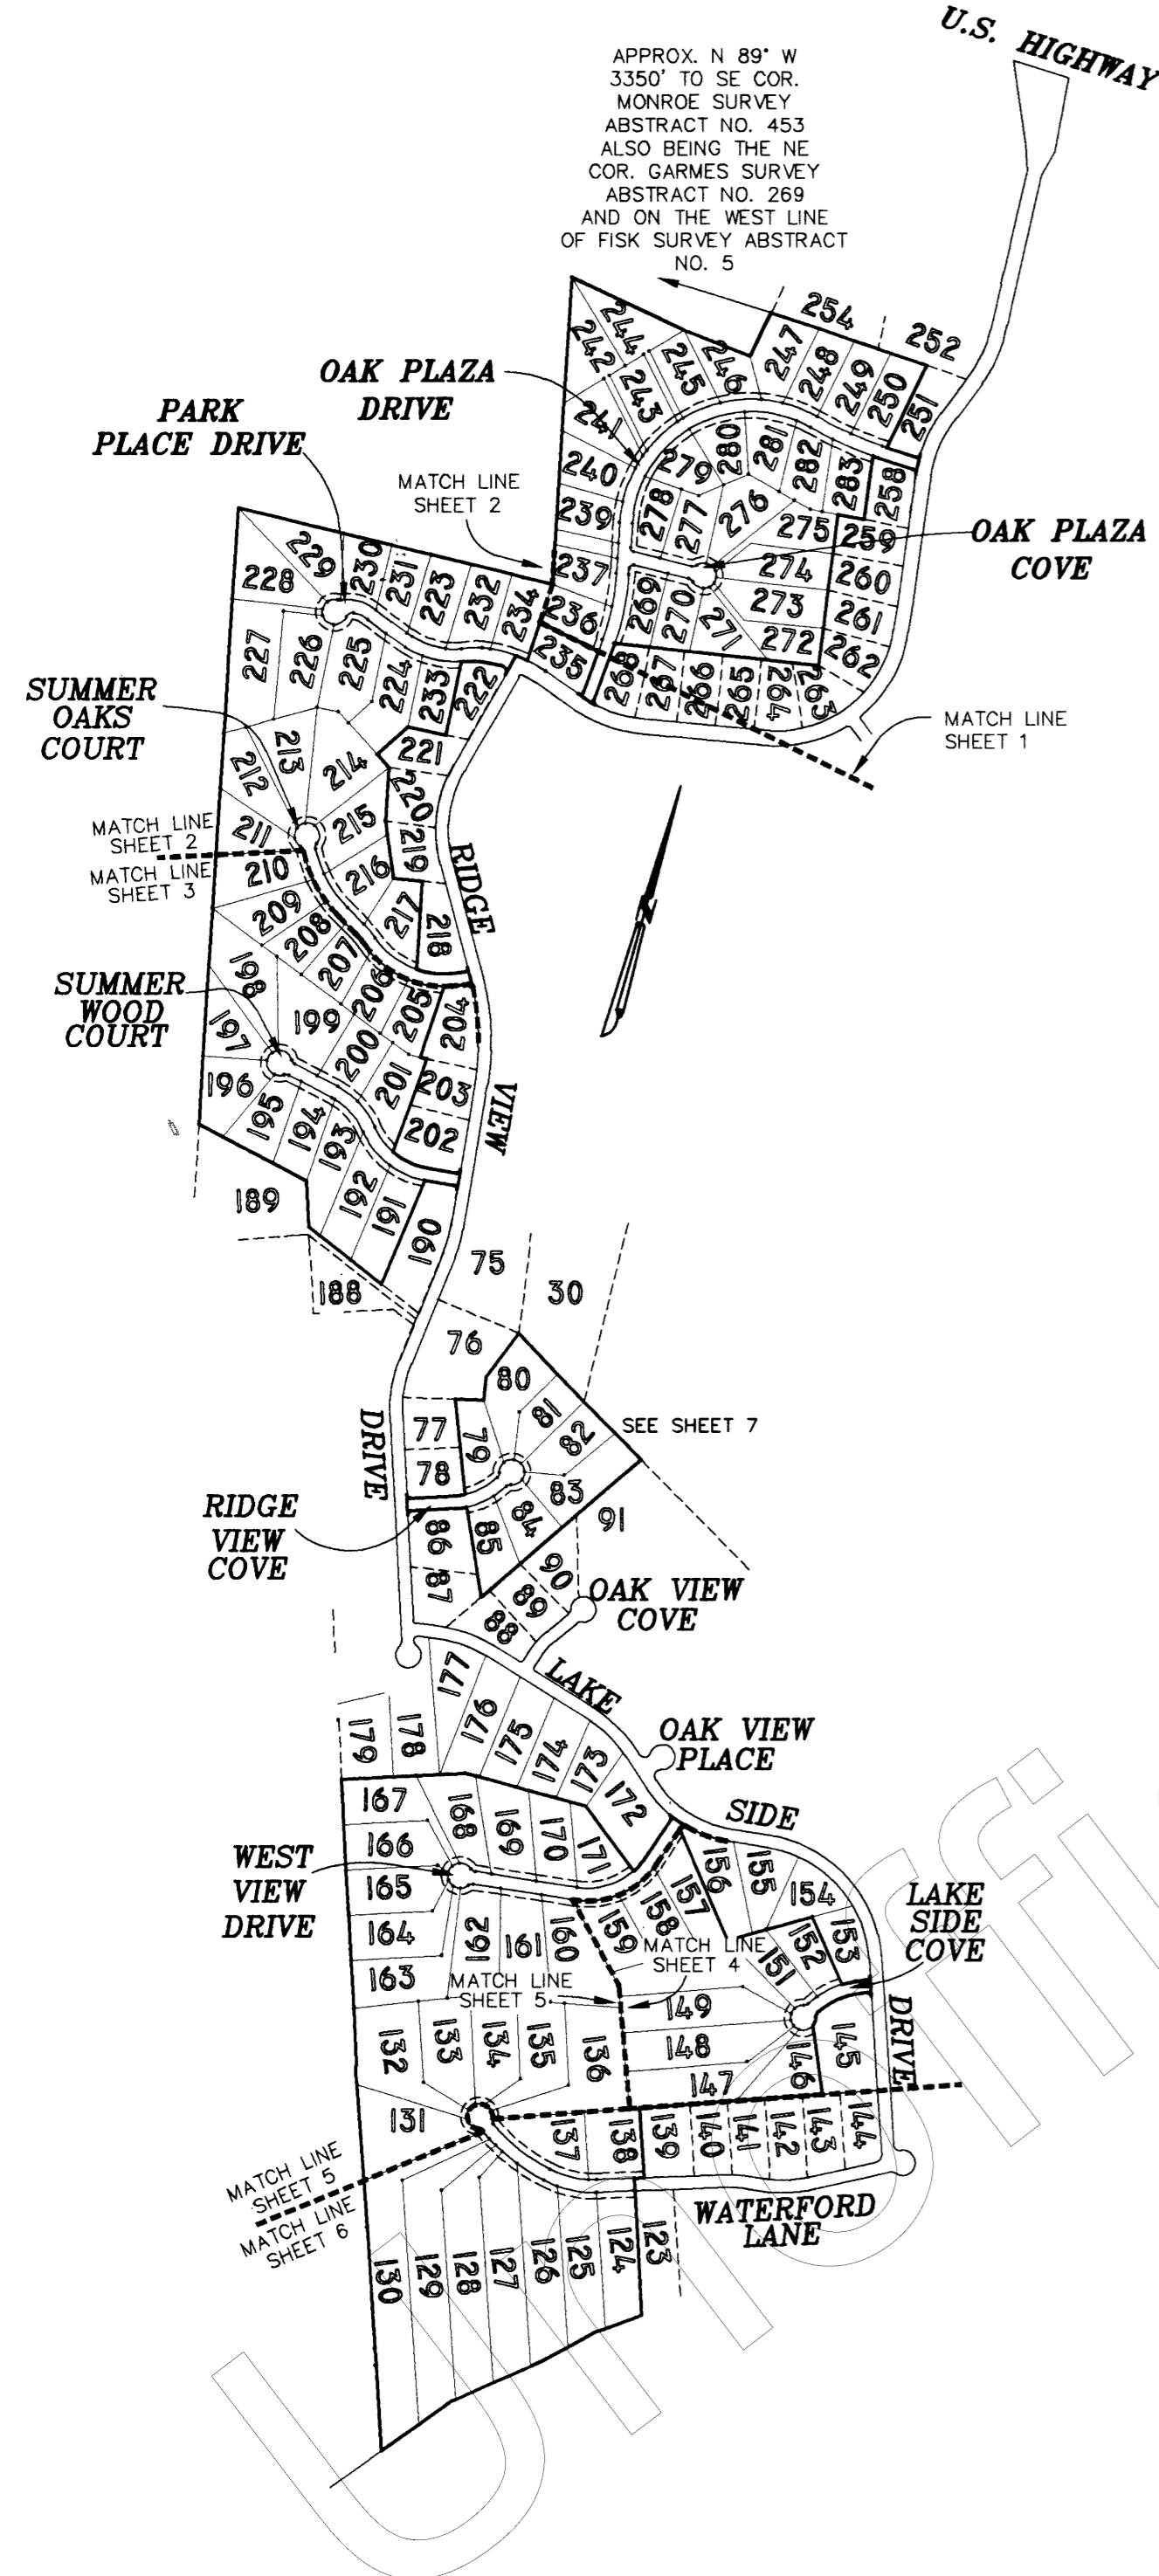 U.S. HIGHWAY
APPROX. N 89° W
3350' TO SE COR.
MONROE SURVEY
ABSTRACT NO. 453
ALSO BEING THE NE
COR. GARMES SURVEY
ABSTRACT NO. 269
AND ON THE WEST LINE
OF FISK SURVEY ABSTRACT
NO. 5
254
252
244
242
245
246
247
248
249
250
251
243
241
OAK PLAZA
DRIVE
PARK
PLACE DRIVE
MATCH LINE
SHEET 2
240
239
237
236
235
279
280
281
282
283
258
278
277
276
275
259
OAK PLAZA
COVE
274
260
273
261
272
262
269
270
271
268
267
266
265
264
263
MATCH LINE
SHEET 1
228
229
230
231
223
232
234
227
226
225
224
233
222
SUMMER
OAKS
COURT
221
220
219
218
212
213
214
215
216
217
211
MATCH LINE
SHEET 2
MATCH LINE
SHEET 3
210
209
208
207
206
205
204
RIDGE
SUMMER
WOOD
COURT
198
199
200
201
203
202
197
196
195
194
193
192
191
190
VIEW
189
188
75
30
76
80
81
82
SEE SHEET 7
77
79
78
83
84
85
86
87
91
90
89
88
DRIVE
RIDGE
VIEW
COVE
OAK VIEW
COVE
LAKE
177
176
175
174
173
172
178
179
OAK VIEW
PLACE
SIDE
167
168
169
170
171
166
165
WEST
VIEW
DRIVE
164
163
162
161
160
159
158
157
156
155
154
153
152
151
LAKE
SIDE
COVE
MATCH LINE
SHEET 4
MATCH LINE
SHEET 5
149
148
147
146
145
DRIVE
132
133
134
135
136
131
137
138
139
140
141
142
143
144
MATCH LINE
SHEET 5
MATCH LINE
SHEET 6
WATERFORD
LANE
130
129
128
127
126
125
124
123